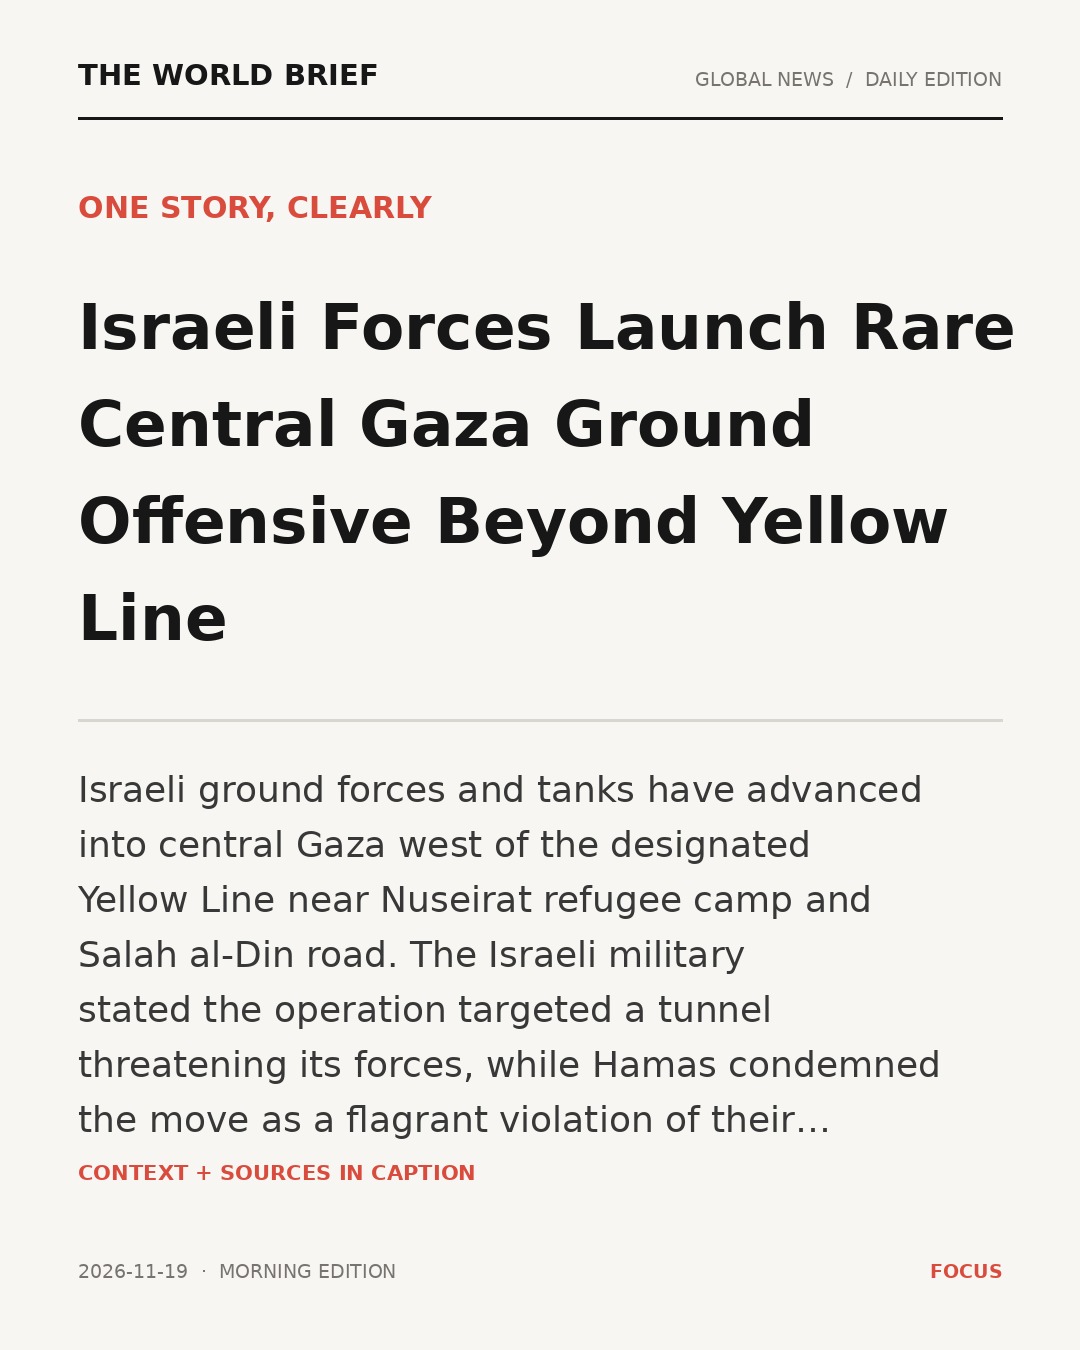 THE WORLD BRIEF
GLOBAL NEWS / DAILY EDITION
ONE STORY, CLEARLY
Israeli Forces Launch Rare
Central Gaza Ground
Offensive Beyond Yellow
Line
Israeli ground forces and tanks have advanced
into central Gaza west of the designated
Yellow Line near Nuseirat refugee camp and
Salah al-Din road. The Israeli military
stated the operation targeted a tunnel
threatening its forces, while Hamas condemned
the move as a flagrant violation of their...
CONTEXT + SOURCES IN CAPTION
2026-11-19 · MORNING EDITION
FOCUS